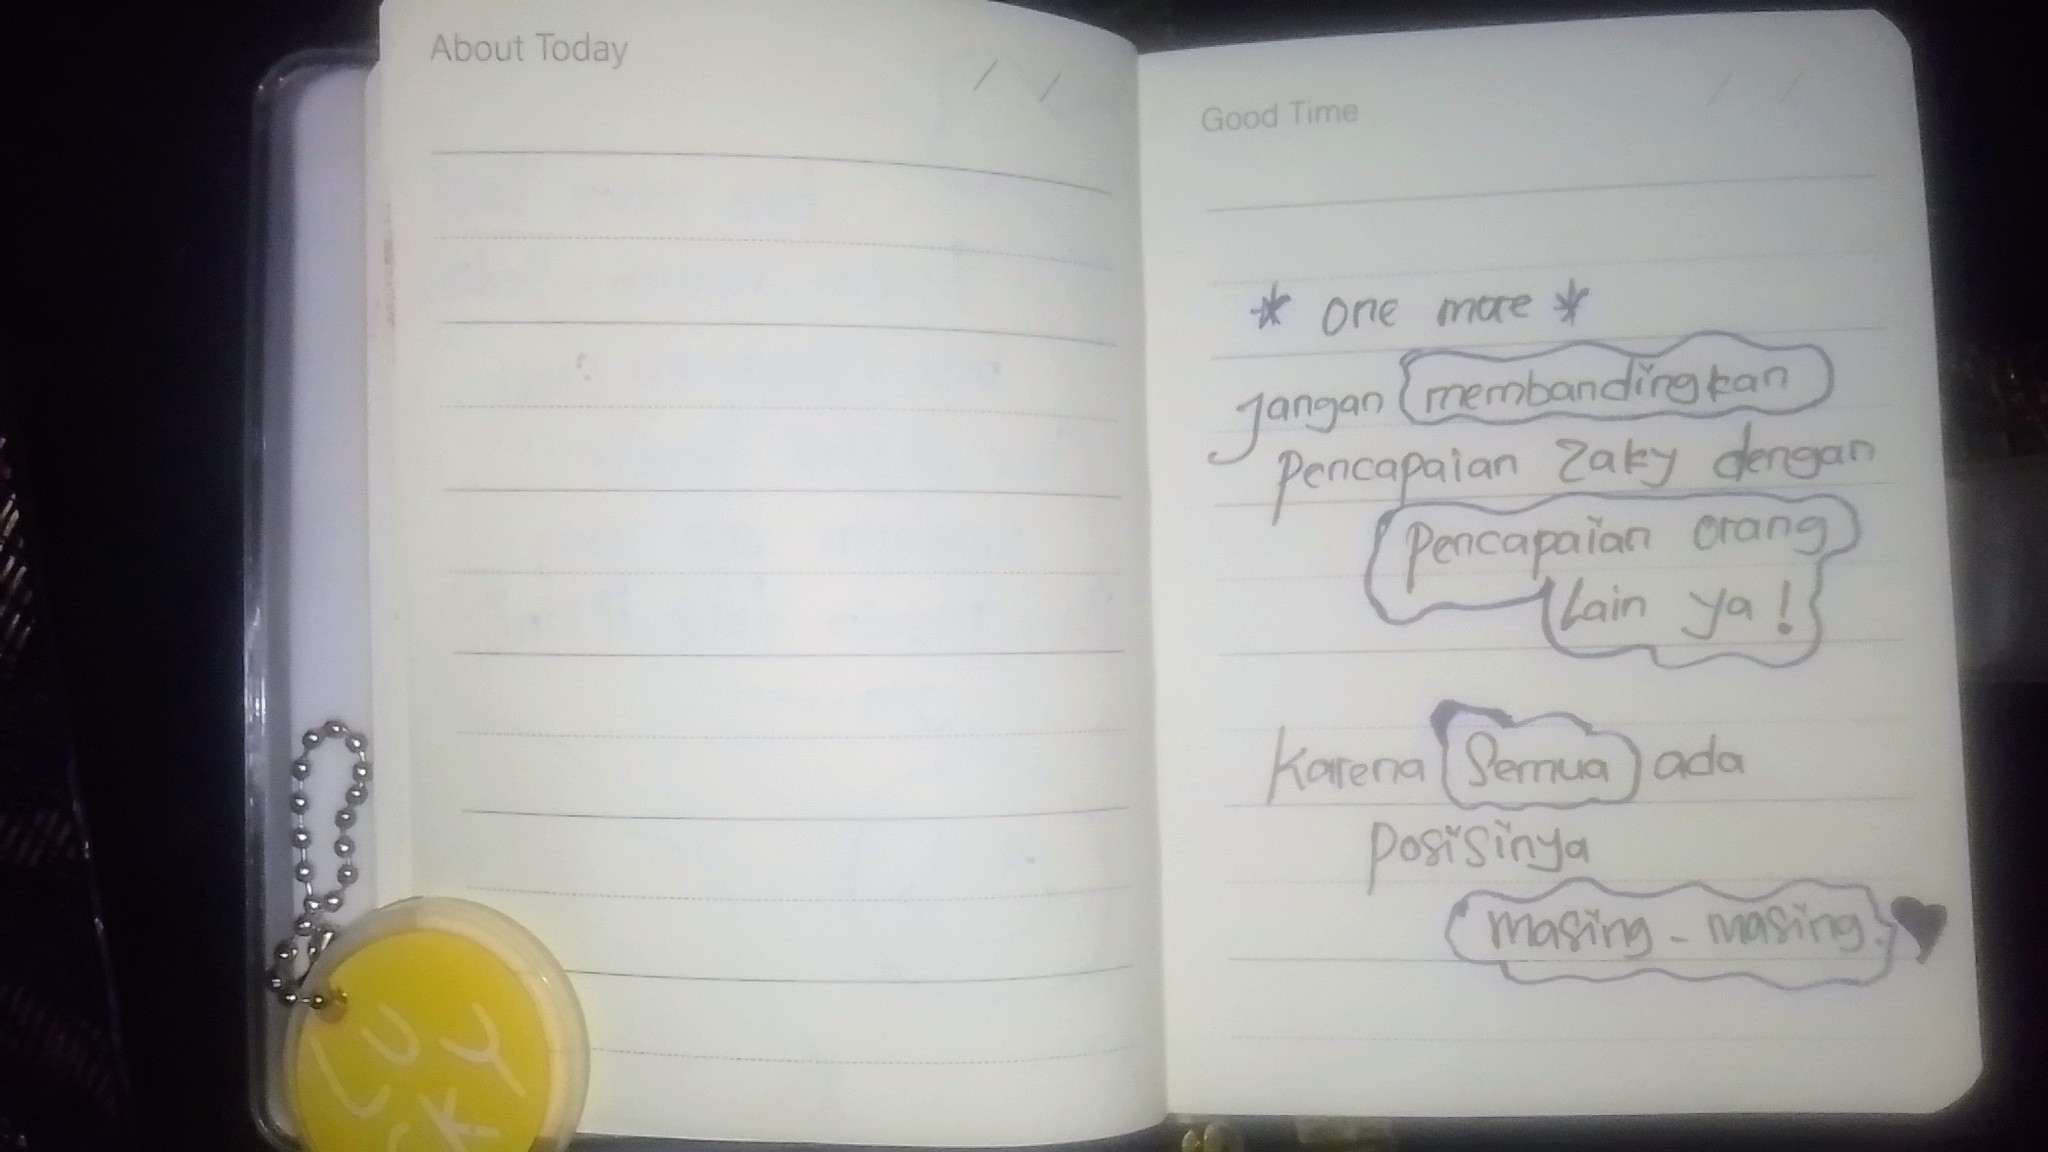 About Today
/ /
Good Time
/ /
* one more *
Jangan membandingkan
pencapaian Zaky dengan
pencapaian orang
Lain ya!
Karena Semua ada
posisinya
masing - masing.
LUCKY